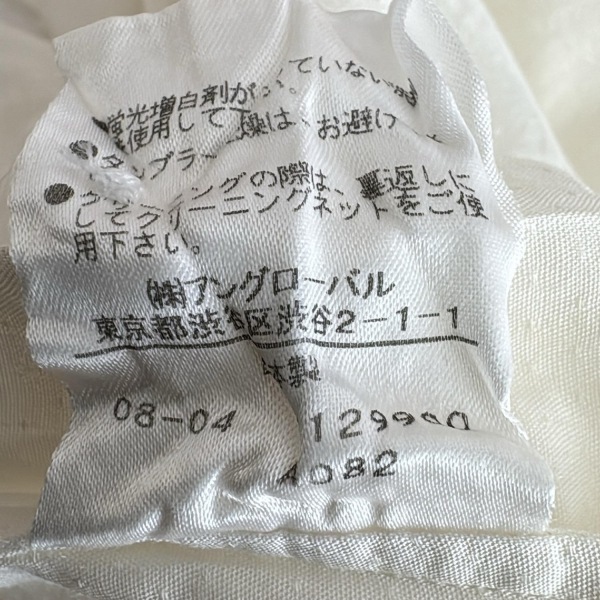 蛍光増白剤が いていない
使用して下
タンブラー 際は、お避け
● クリーニングの際は、裏返しに
してクリーニングネットをご使
用下さい。
㈱アングローバル
東京都渋谷区渋谷2-1-1
日本製
08-04 129990
A082